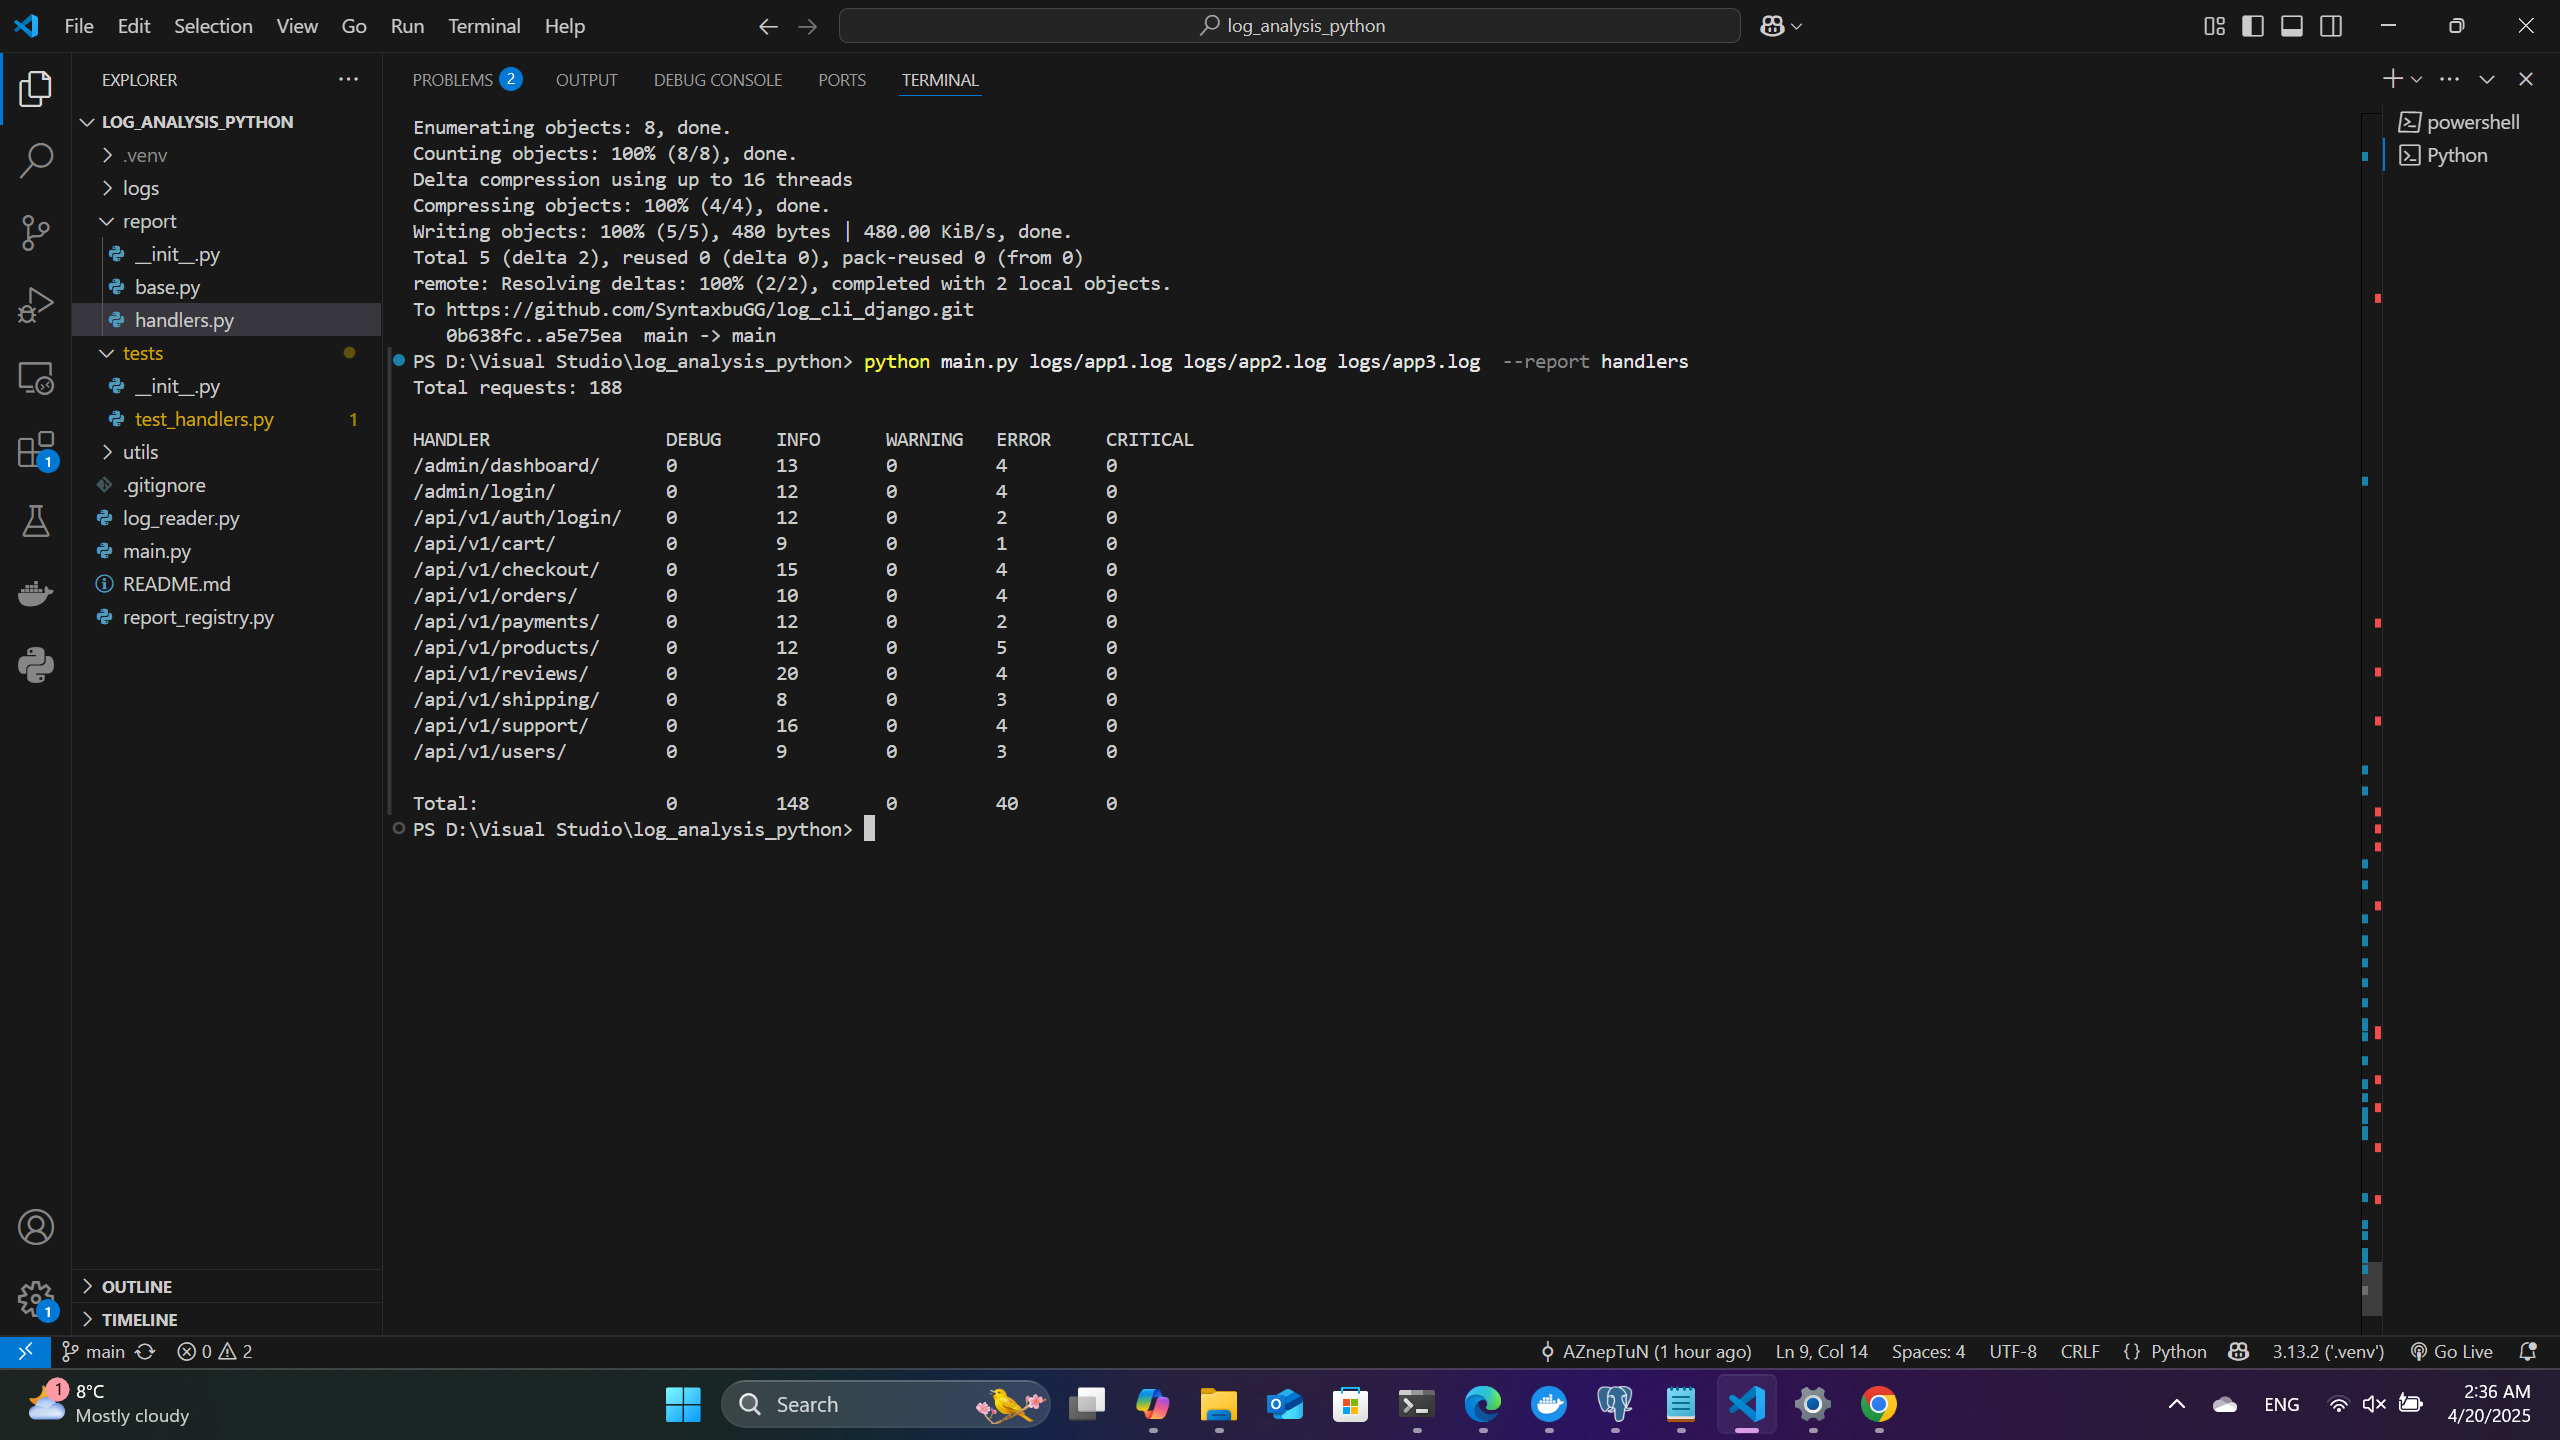 File Edit Selection View Go Run Terminal Help
log_analysis_python
EXPLORER
LOG_ANALYSIS_PYTHON
.venv
logs
report
__init__.py
base.py
handlers.py
tests
__init__.py
test_handlers.py 1
utils
.gitignore
log_reader.py
main.py
README.md
report_registry.py
OUTLINE
TIMELINE
1
1
PROBLEMS 2 OUTPUT DEBUG CONSOLE PORTS TERMINAL
Enumerating objects: 8, done.
Counting objects: 100% (8/8), done.
Delta compression using up to 16 threads
Compressing objects: 100% (4/4), done.
Writing objects: 100% (5/5), 480 bytes | 480.00 KiB/s, done.
Total 5 (delta 2), reused 0 (delta 0), pack-reused 0 (from 0)
remote: Resolving deltas: 100% (2/2), completed with 2 local objects.
To https://github.com/SyntaxbuGG/log_cli_django.git
0b638fc..a5e75ea main -> main
PS D:\Visual Studio\log_analysis_python> python main.py logs/app1.log logs/app2.log logs/app3.log --report handlers
Total requests: 188
HANDLER DEBUG INFO WARNING ERROR CRITICAL
/admin/dashboard/ 0 13 0 4 0
/admin/login/ 0 12 0 4 0
/api/v1/auth/login/ 0 12 0 2 0
/api/v1/cart/ 0 9 0 1 0
/api/v1/checkout/ 0 15 0 4 0
/api/v1/orders/ 0 10 0 4 0
/api/v1/payments/ 0 12 0 2 0
/api/v1/products/ 0 12 0 5 0
/api/v1/reviews/ 0 20 0 4 0
/api/v1/shipping/ 0 8 0 3 0
/api/v1/support/ 0 16 0 4 0
/api/v1/users/ 0 9 0 3 0
Total: 0 148 0 40 0
PS D:\Visual Studio\log_analysis_python>
powershell
Python
main 0 2 AZnepTuN (1 hour ago) Ln 9, Col 14 Spaces: 4 UTF-8 CRLF {} Python 3.13.2 ('.venv') Go Live
1 8°C
Mostly cloudy
Search
ENG
2:36 AM
4/20/2025